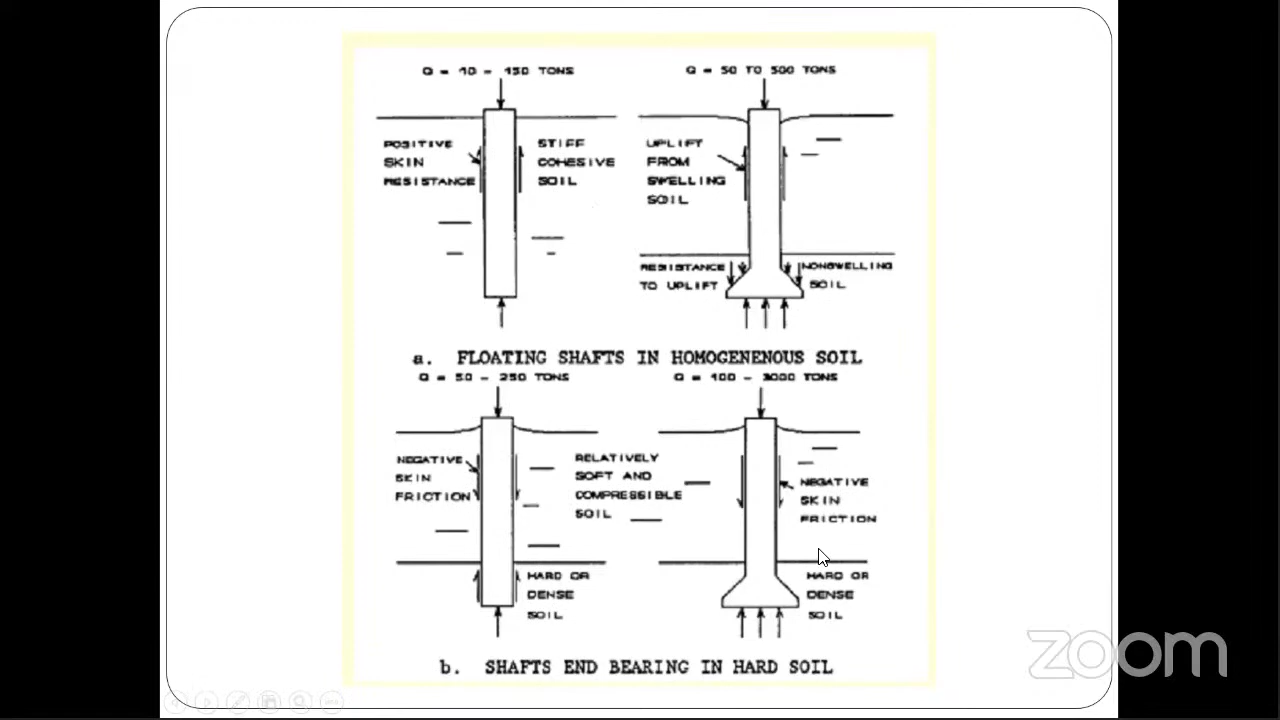 Q = 10 - 150 TONS
POSITIVE
SKIN
RESISTANCE
STIFF
COHESIVE
SOIL
Q = 50 TO 500 TONS
UPLIFT
FROM
SWELLING
SOIL
RESISTANCE
TO UPLIFT
NONSWELLING
SOIL
a. FLOATING SHAFTS IN HOMOGENENOUS SOIL
Q = 50 - 250 TONS
NEGATIVE
SKIN
FRICTION
RELATIVELY
SOFT AND
COMPRESSIBLE
SOIL
HARD OR
DENSE
SOIL
Q = 100 - 3000 TONS
NEGATIVE
SKIN
FRICTION
HARD OR
DENSE
SOIL
b. SHAFTS END BEARING IN HARD SOIL
zoom